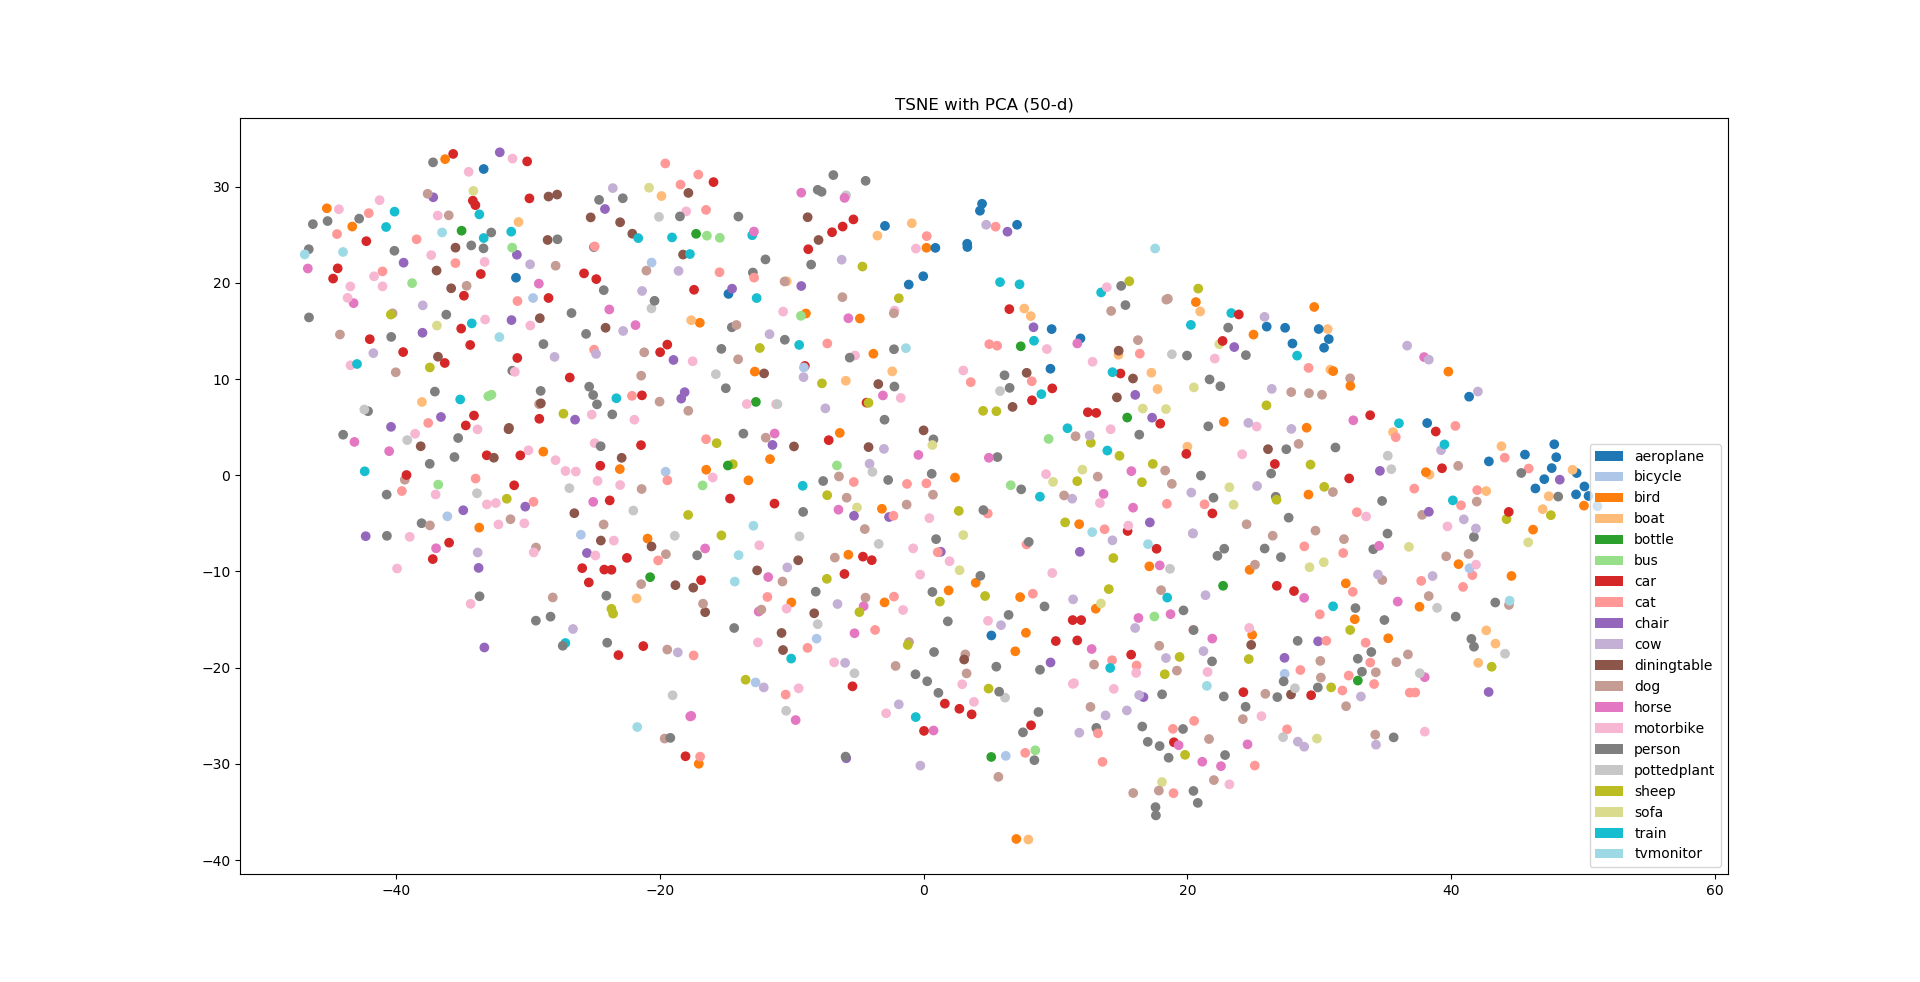 TSNE with PCA (50-d)
30
20
10
0
−10
−20
−30
−40
−40
−20
0
20
40
60
aeroplane
bicycle
bird
boat
bottle
bus
car
cat
chair
cow
diningtable
dog
horse
motorbike
person
pottedplant
sheep
sofa
train
tvmonitor